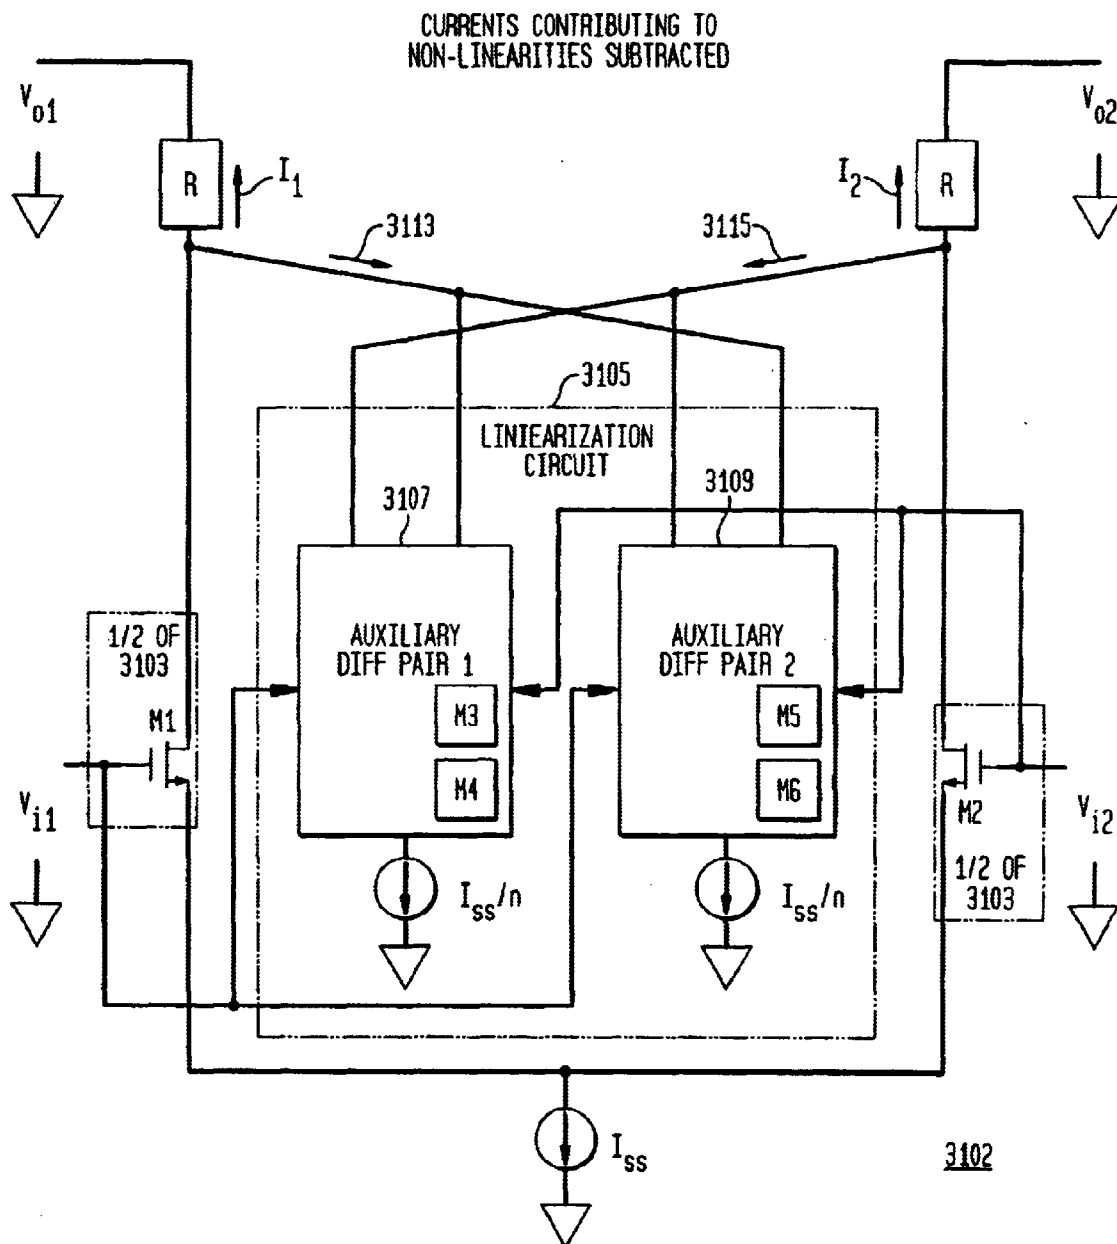 CURRENTS CONTRIBUTING TO
NON-LINEARITIES SUBTRACTED
Vo1
R
I1
I2
R
Vo2
3113
3115
3105
LINIEARIZATION
CIRCUIT
3107
3109
1/2 OF
3103
M1
AUXILIARY
DIFF PAIR 1
M3
M4
AUXILIARY
DIFF PAIR 2
M5
M6
Vi1
M2
Vi2
1/2 OF
3103
Iss/n
Iss/n
Iss
3102